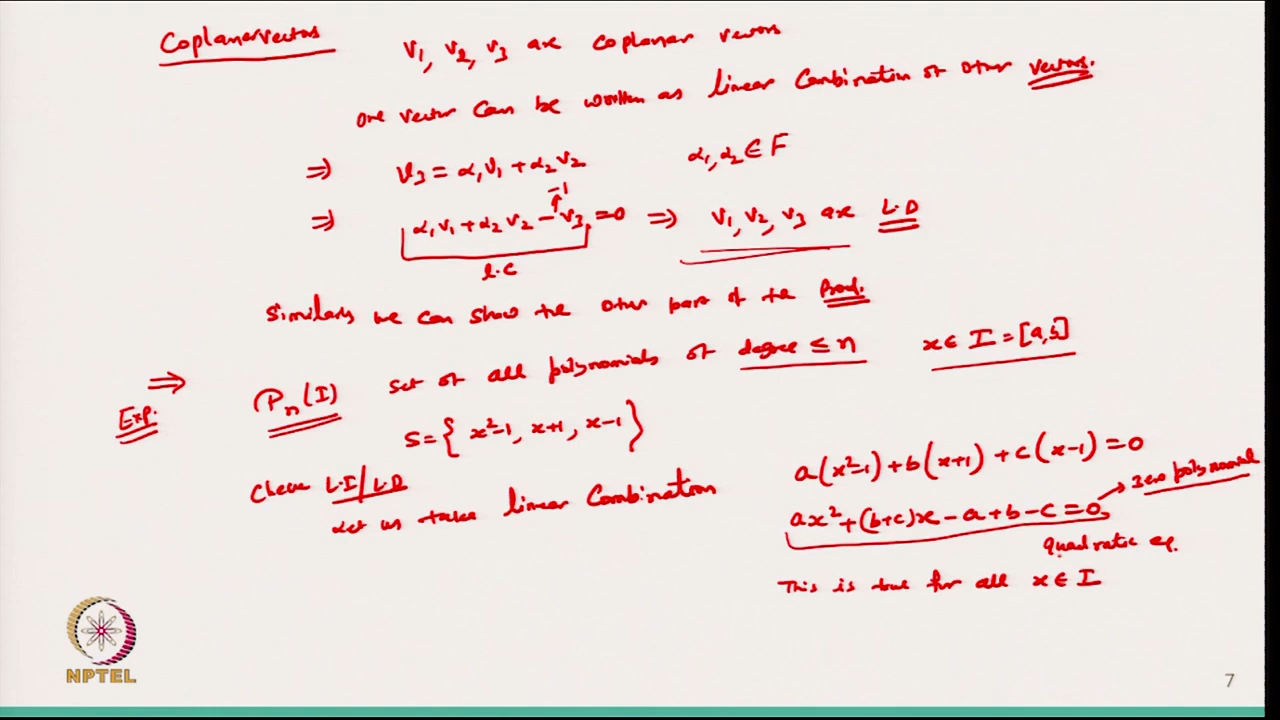 Coplanar vectors
v1, v2, v3 are coplanar vectors
one vector can be written as linear combination of other vectors.
⇒ v3 = α1v1 + α2v2 α1, α2 ∈ F
-1
⇒ α1v1 + α2v2 - v3 = 0 ⇒ v1, v2, v3 are L.D
l.c
Similarly we can show the other part of the proof.
⇒ Exp. Pn(I) set of all polynomials of degree ≤ n x ∈ I = [a,b]
S = { x²-1, x+1, x-1 }
Check L.I/L.D
Let us take linear combination
a(x²-1) + b(x+1) + c(x-1) = 0
ax² + (b+c)x - a + b - c = 0 → zero polynomial
quadratic eq.
This is true for all x ∈ I
NPTEL
7